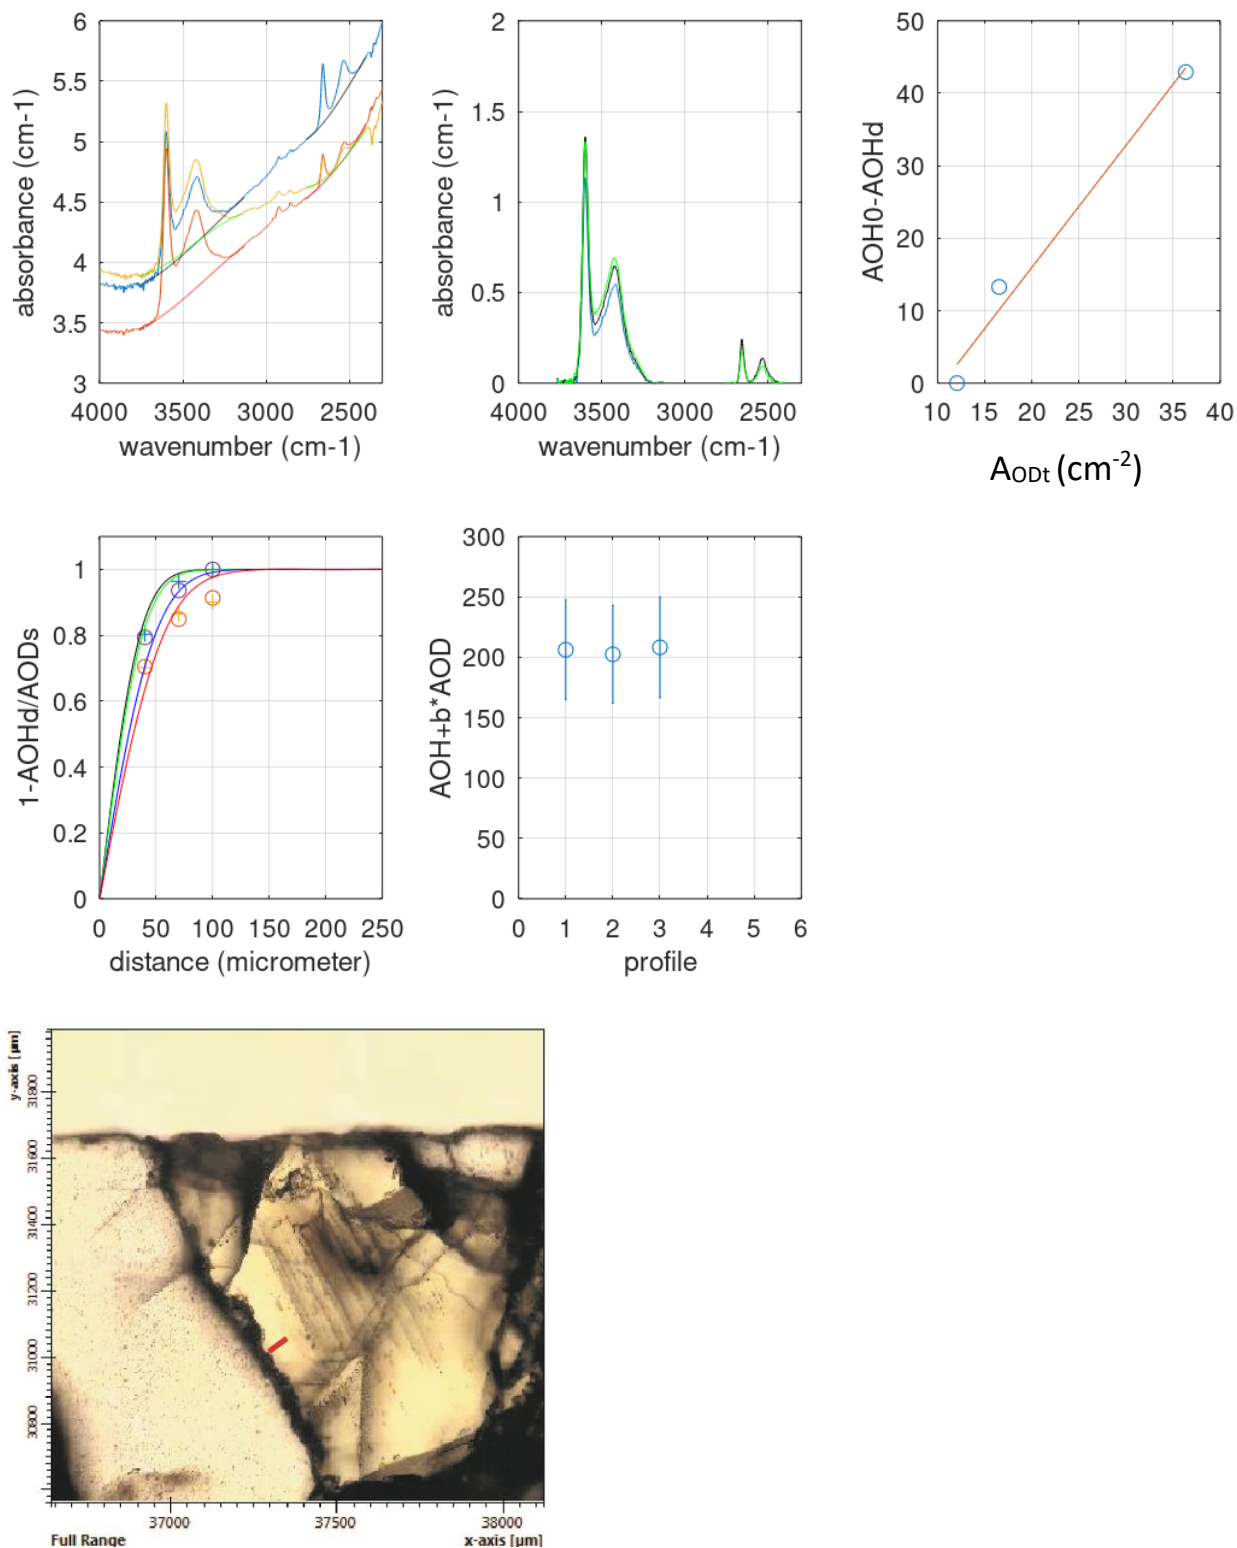 6
5.5
5
4.5
4
3.5
3
absorbance (cm-1)
4000 3500 3000 2500
wavenumber (cm-1)
2
1.5
1
0.5
0
absorbance (cm-1)
4000 3500 3000 2500
wavenumber (cm-1)
50
40
30
20
10
0
AOH0-AOHd
10 15 20 25 30 35 40
AODt (cm-2)
1
0.8
0.6
0.4
0.2
0
1-AOHd/AODs
0 50 100 150 200 250
distance (micrometer)
300
250
200
150
100
50
0
AOH+b*AOD
0 1 2 3 4 5 6
profile
y-axis [µm]
31800
31600
31400
31200
31000
30800
37000 37500 38000
Full Range x-axis [µm]